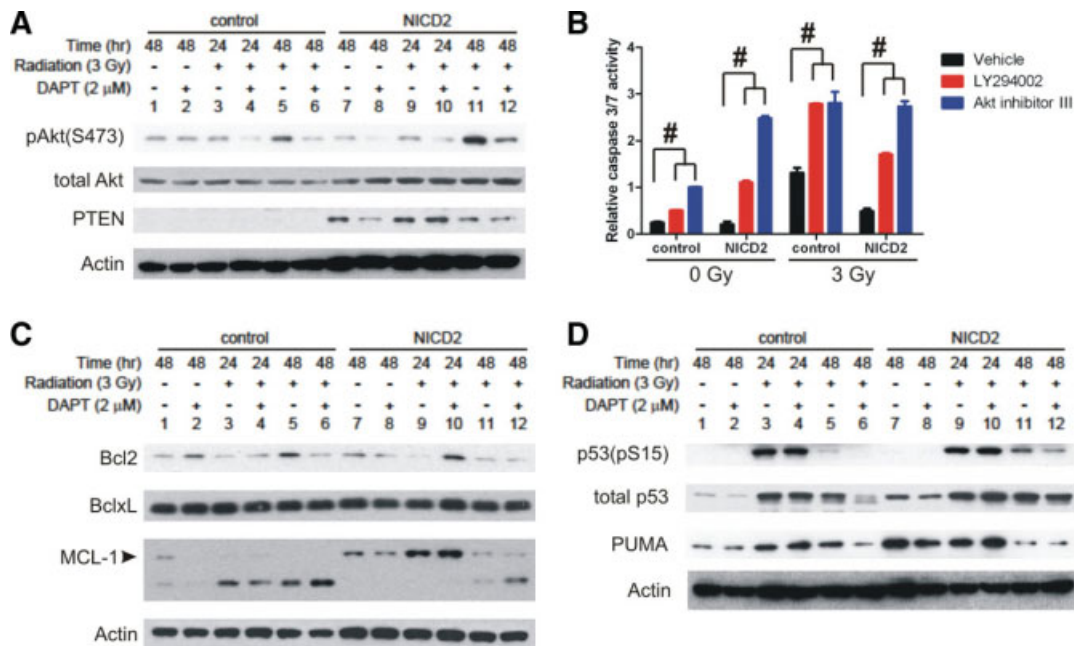 A
control NICD2
Time (hr) 48 48 24 24 48 48 48 48 24 24 48 48
Radiation (3 Gy) - - + + + + - - + + + +
DAPT (2 μM) - + - + - + - + - + - +
1 2 3 4 5 6 7 8 9 10 11 12
pAkt(S473)
total Akt
PTEN
Actin
B
Relative caspase 3/7 activity
4
3
2
1
0
# # # #
Vehicle
LY294002
Akt inhibitor III
control NICD2 control NICD2
0 Gy 3 Gy
C
control NICD2
Time (hr) 48 48 24 24 48 48 48 48 24 24 48 48
Radiation (3 Gy) - - + + + + - - + + + +
DAPT (2 μM) - + - + - + - + - + - +
1 2 3 4 5 6 7 8 9 10 11 12
Bcl2
BclxL
MCL-1
Actin
D
control NICD2
Time (hr) 48 48 24 24 48 48 48 48 24 24 48 48
Radiation (3 Gy) - - + + + + - - + + + +
DAPT (2 μM) - + - + - + - + - + - +
1 2 3 4 5 6 7 8 9 10 11 12
p53(pS15)
total p53
PUMA
Actin